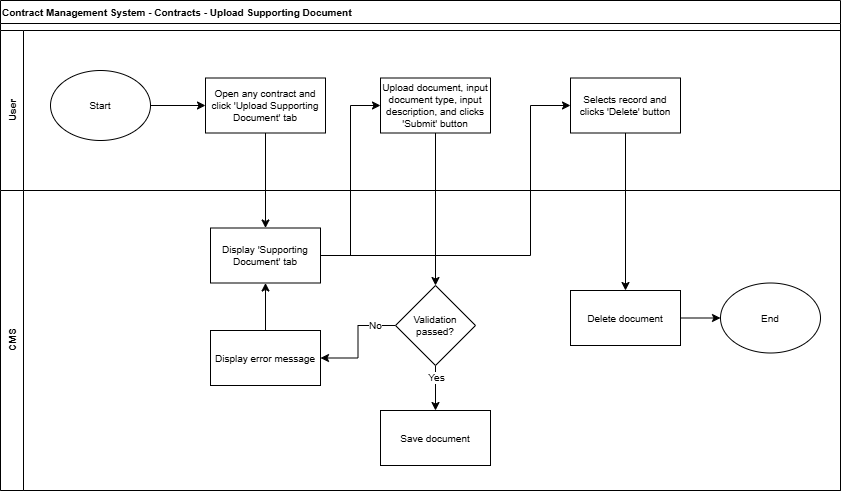 Contract Management System - Contracts - Upload Supporting Document
User
Start
Open any contract and
click 'Upload Supporting
Document' tab
Upload document, input
document type, input
description, and clicks
'Submit' button
Selects record and
clicks 'Delete' button
CMS
Display 'Supporting
Document' tab
Validation
passed?
No
Display error message
Yes
Save document
Delete document
End